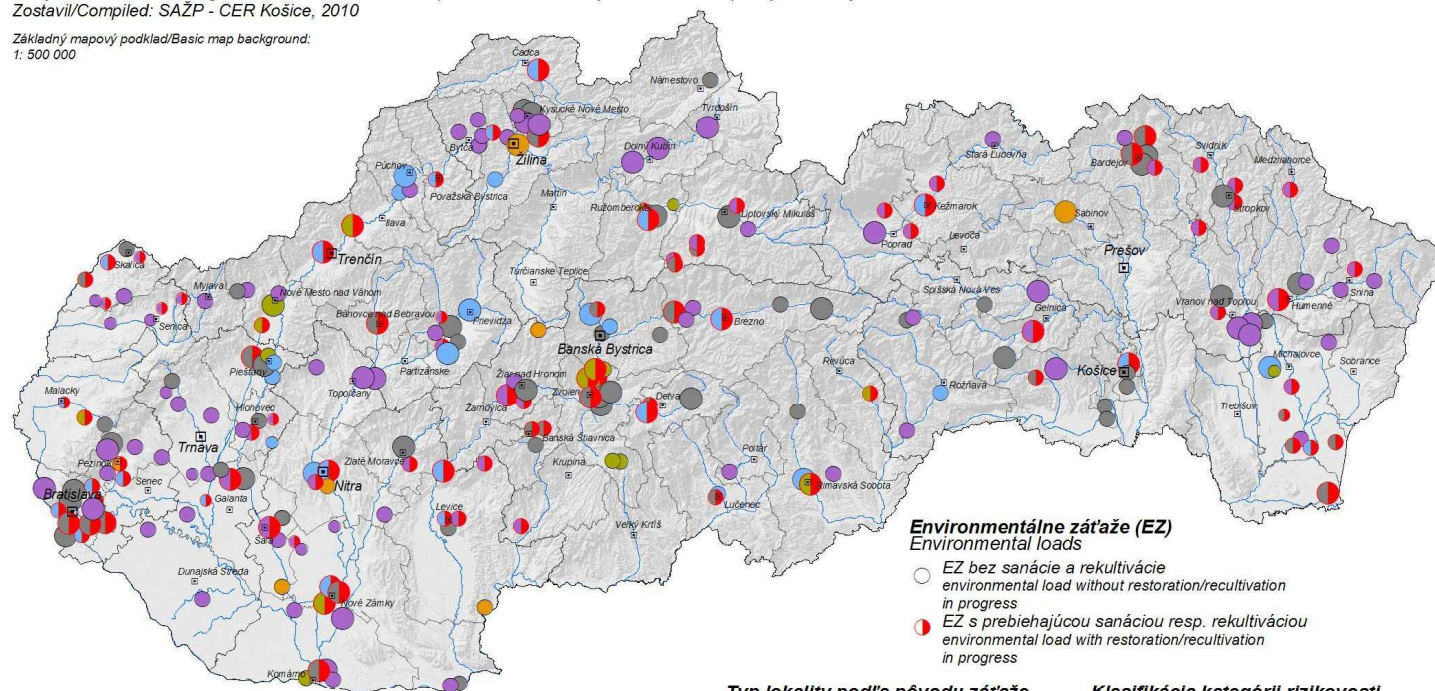 Zostavil/Compiled: SAŽP - CER Košice, 2010
Základný mapový podklad/Basic map background:
1: 500 000
Čadca
Námestovo
Kysucké Nové Mesto
Tvrdošín
Bytča
Žilina
Dolný Kubín
Stará Ľubovňa
Bardejov
Svidník
Medzilaborce
Púchov
Považská Bystrica
Martin
Ružomberok
Liptovský Mikuláš
Kežmarok
Stropkov
Ilava
Poprad
Levoča
Sabinov
Prešov
Skalica
Trenčín
Turčianske Teplice
Spišská Nová Ves
Gelnica
Myjava
Nové Mesto nad Váhom
Senica
Bánovce nad Bebravou
Prievidza
Brezno
Vranov nad Topľou
Humenné
Snina
Banská Bystrica
Piešťany
Partizánske
Revúca
Rožňava
Košice
Michalovce
Sobrance
Malacky
Topoľčany
Žiar nad Hronom
Zvolen
Detva
Hlohovec
Žarnovica
Trebišov
Trnava
Banská Štiavnica
Pezinok
Zlaté Moravce
Krupina
Poltár
Senec
Nitra
Rimavská Sobota
Bratislava
Galanta
Levice
Lučenec
Šaľa
Veľký Krtíš
Dunajská Streda
Nové Zámky
Komárno
Environmentálne záťaže (EZ)
Environmental loads
EZ bez sanácie a rekultivácie
environmental load without restoration/recultivation
in progress
EZ s prebiehajúcou sanáciou resp. rekultiváciou
environmental load with restoration/recultivation
in progress